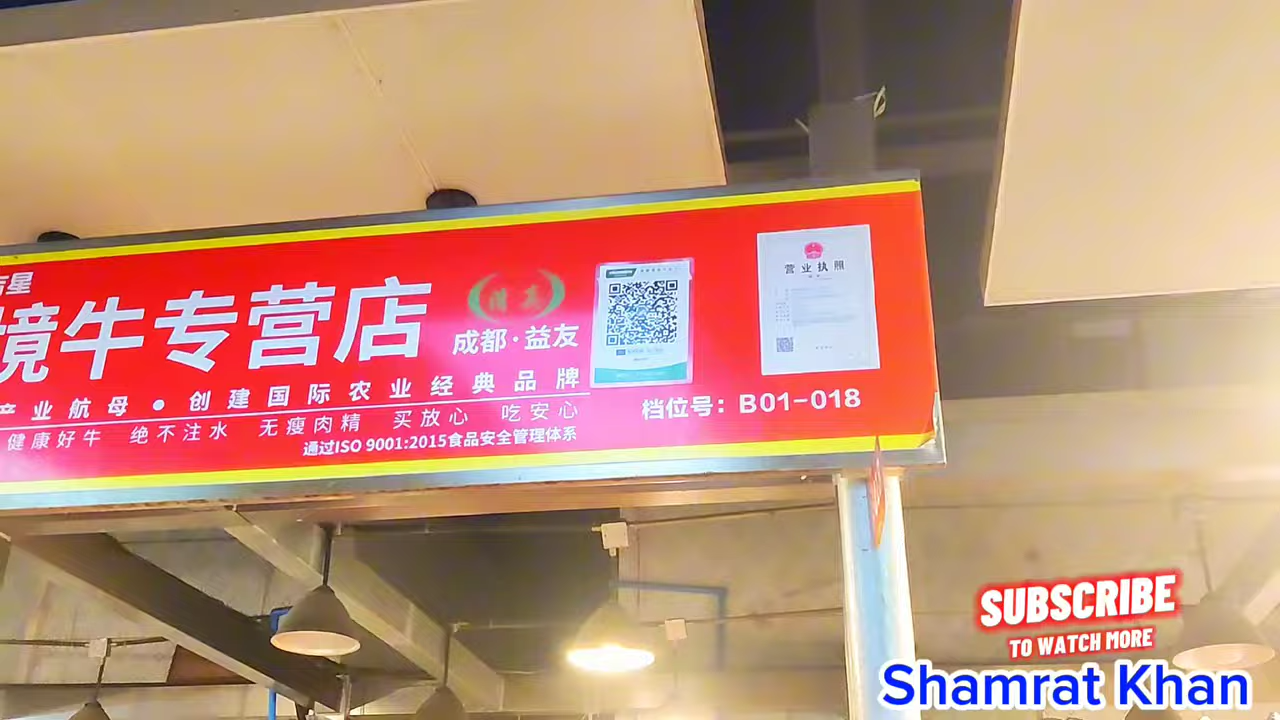 吉星
境牛专营店
成都·益友
产业航母●创建国际农业经典品牌
健康好牛 绝不注水 无瘦肉精 买放心 吃安心
通过ISO 9001:2015食品安全管理体系
营业执照
档位号：B01-018
SUBSCRIBE
TO WATCH MORE
Shamrat Khan